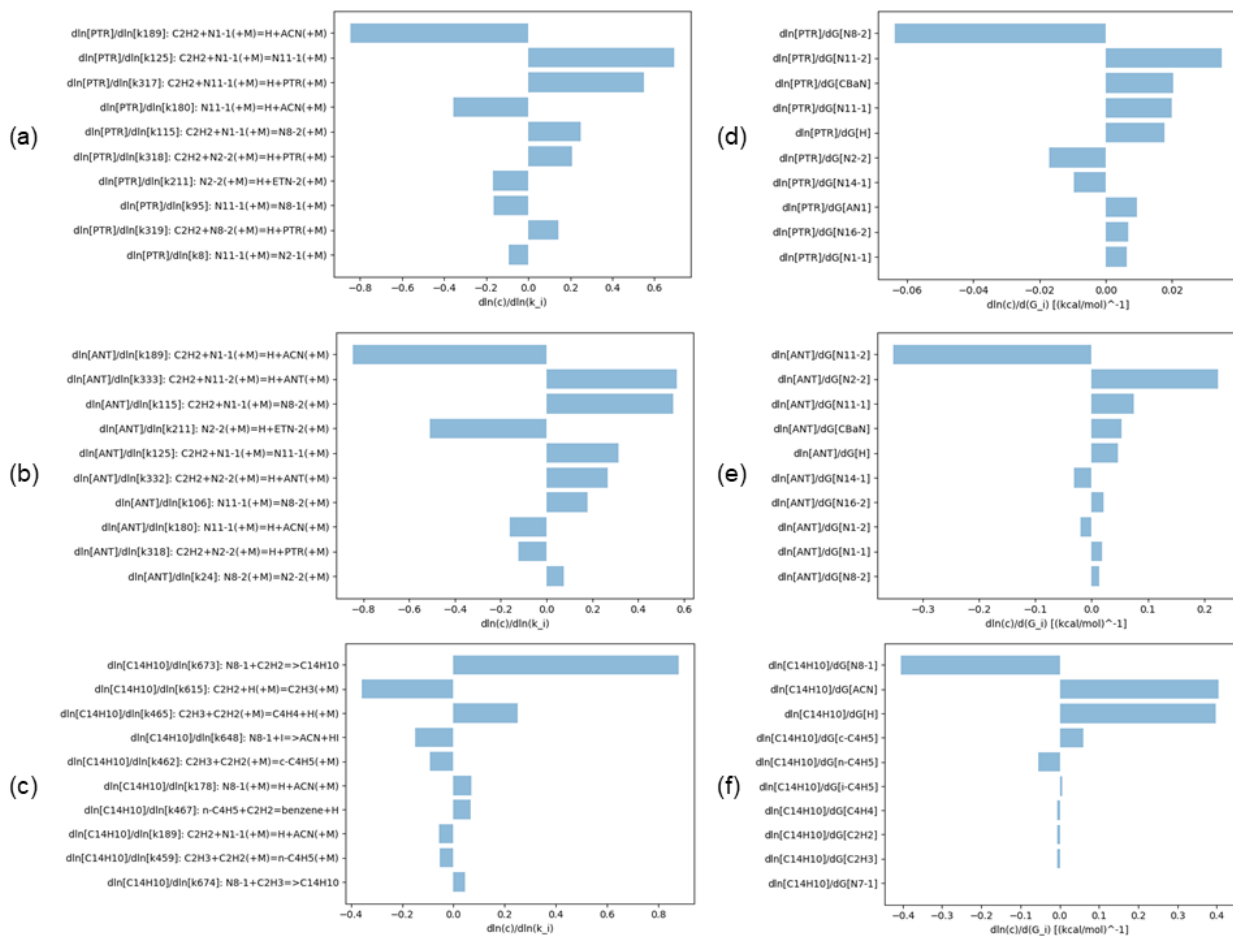 (a)
dln[PTR]/dln[k189]: C2H2+N1-1(+M)=H+ACN(+M)
dln[PTR]/dln[k125]: C2H2+N1-1(+M)=N11-1(+M)
dln[PTR]/dln[k317]: C2H2+N11-1(+M)=H+PTR(+M)
dln[PTR]/dln[k180]: N11-1(+M)=H+ACN(+M)
dln[PTR]/dln[k115]: C2H2+N1-1(+M)=N8-2(+M)
dln[PTR]/dln[k318]: C2H2+N2-2(+M)=H+PTR(+M)
dln[PTR]/dln[k211]: N2-2(+M)=H+ETN-2(+M)
dln[PTR]/dln[k95]: N11-1(+M)=N8-1(+M)
dln[PTR]/dln[k319]: C2H2+N8-2(+M)=H+PTR(+M)
dln[PTR]/dln[k8]: N11-1(+M)=N2-1(+M)
−0.8 −0.6 −0.4 −0.2 0.0 0.2 0.4 0.6
dln(c)/dln(k_i)
(d)
dln[PTR]/dG[N8-2]
dln[PTR]/dG[N11-2]
dln[PTR]/dG[CBaN]
dln[PTR]/dG[N11-1]
dln[PTR]/dG[H]
dln[PTR]/dG[N2-2]
dln[PTR]/dG[N14-1]
dln[PTR]/dG[AN1]
dln[PTR]/dG[N16-2]
dln[PTR]/dG[N1-1]
−0.06 −0.04 −0.02 0.00 0.02
dln(c)/d(G_i) [(kcal/mol)^-1]
(b)
dln[ANT]/dln[k189]: C2H2+N1-1(+M)=H+ACN(+M)
dln[ANT]/dln[k333]: C2H2+N11-2(+M)=H+ANT(+M)
dln[ANT]/dln[k115]: C2H2+N1-1(+M)=N8-2(+M)
dln[ANT]/dln[k211]: N2-2(+M)=H+ETN-2(+M)
dln[ANT]/dln[k125]: C2H2+N1-1(+M)=N11-1(+M)
dln[ANT]/dln[k332]: C2H2+N2-2(+M)=H+ANT(+M)
dln[ANT]/dln[k106]: N11-1(+M)=N8-2(+M)
dln[ANT]/dln[k180]: N11-1(+M)=H+ACN(+M)
dln[ANT]/dln[k318]: C2H2+N2-2(+M)=H+PTR(+M)
dln[ANT]/dln[k24]: N8-2(+M)=N2-2(+M)
−0.8 −0.6 −0.4 −0.2 0.0 0.2 0.4 0.6
dln(c)/dln(k_i)
(e)
dln[ANT]/dG[N11-2]
dln[ANT]/dG[N2-2]
dln[ANT]/dG[N11-1]
dln[ANT]/dG[CBaN]
dln[ANT]/dG[H]
dln[ANT]/dG[N14-1]
dln[ANT]/dG[N16-2]
dln[ANT]/dG[N1-2]
dln[ANT]/dG[N1-1]
dln[ANT]/dG[N8-2]
−0.3 −0.2 −0.1 0.0 0.1 0.2
dln(c)/d(G_i) [(kcal/mol)^-1]
(c)
dln[C14H10]/dln[k673]: N8-1+C2H2=>C14H10
dln[C14H10]/dln[k615]: C2H2+H(+M)=C2H3(+M)
dln[C14H10]/dln[k465]: C2H3+C2H2(+M)=C4H4+H(+M)
dln[C14H10]/dln[k648]: N8-1+I=>ACN+HI
dln[C14H10]/dln[k462]: C2H3+C2H2(+M)=c-C4H5(+M)
dln[C14H10]/dln[k178]: N8-1(+M)=H+ACN(+M)
dln[C14H10]/dln[k467]: n-C4H5+C2H2=benzene+H
dln[C14H10]/dln[k189]: C2H2+N1-1(+M)=H+ACN(+M)
dln[C14H10]/dln[k459]: C2H3+C2H2(+M)=n-C4H5(+M)
dln[C14H10]/dln[k674]: N8-1+C2H3=>C14H10
−0.4 −0.2 0.0 0.2 0.4 0.6 0.8
dln(c)/dln(k_i)
(f)
dln[C14H10]/dG[N8-1]
dln[C14H10]/dG[ACN]
dln[C14H10]/dG[H]
dln[C14H10]/dG[c-C4H5]
dln[C14H10]/dG[n-C4H5]
dln[C14H10]/dG[i-C4H5]
dln[C14H10]/dG[C4H4]
dln[C14H10]/dG[C2H2]
dln[C14H10]/dG[C2H3]
dln[C14H10]/dG[N7-1]
−0.4 −0.3 −0.2 −0.1 0.0 0.1 0.2 0.3 0.4
dln(c)/d(G_i) [(kcal/mol)^-1]